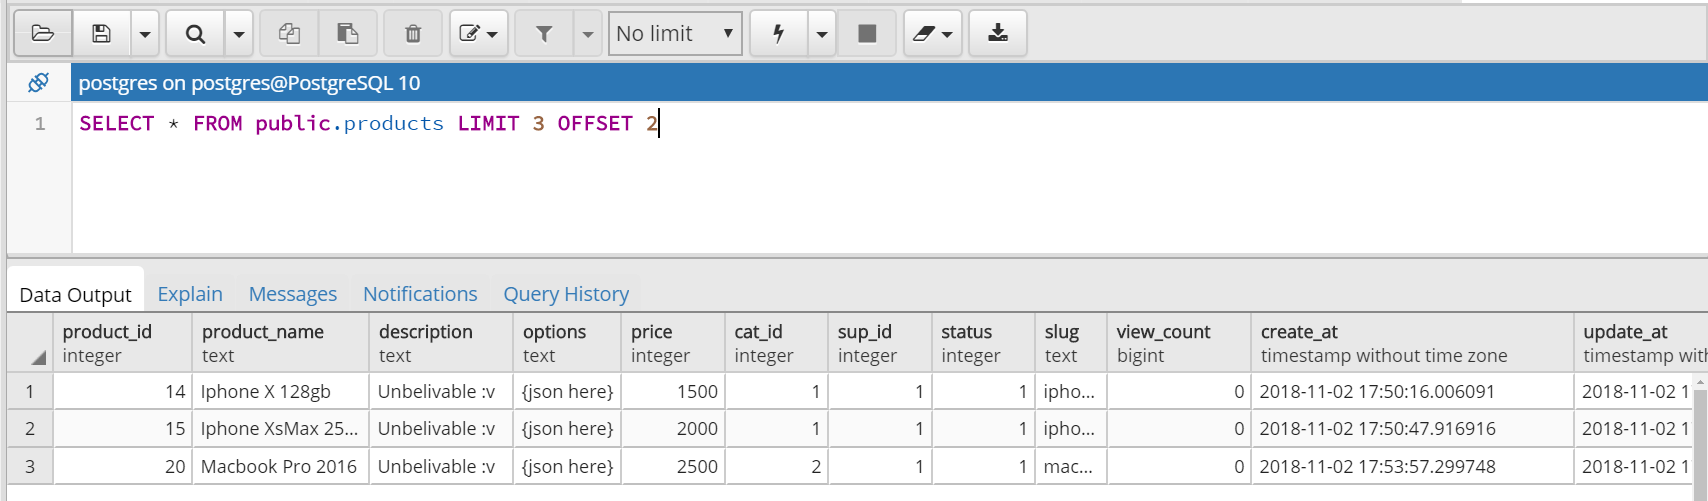 No limit
postgres on postgres@PostgreSQL 10
1 SELECT * FROM public.products LIMIT 3 OFFSET 2
Data Output Explain Messages Notifications Query History
product_id product_name description options price cat_id sup_id status slug view_count create_at update_at
integer text text text integer integer integer integer text bigint timestamp without time zone timestamp with
1 14 Iphone X 128gb Unbelivable :v {json here} 1500 1 1 1 ipho... 0 2018-11-02 17:50:16.006091 2018-11-02 1
2 15 Iphone XsMax 25... Unbelivable :v {json here} 2000 1 1 1 ipho... 0 2018-11-02 17:50:47.916916 2018-11-02 1
3 20 Macbook Pro 2016 Unbelivable :v {json here} 2500 2 1 1 mac... 0 2018-11-02 17:53:57.299748 2018-11-02 1